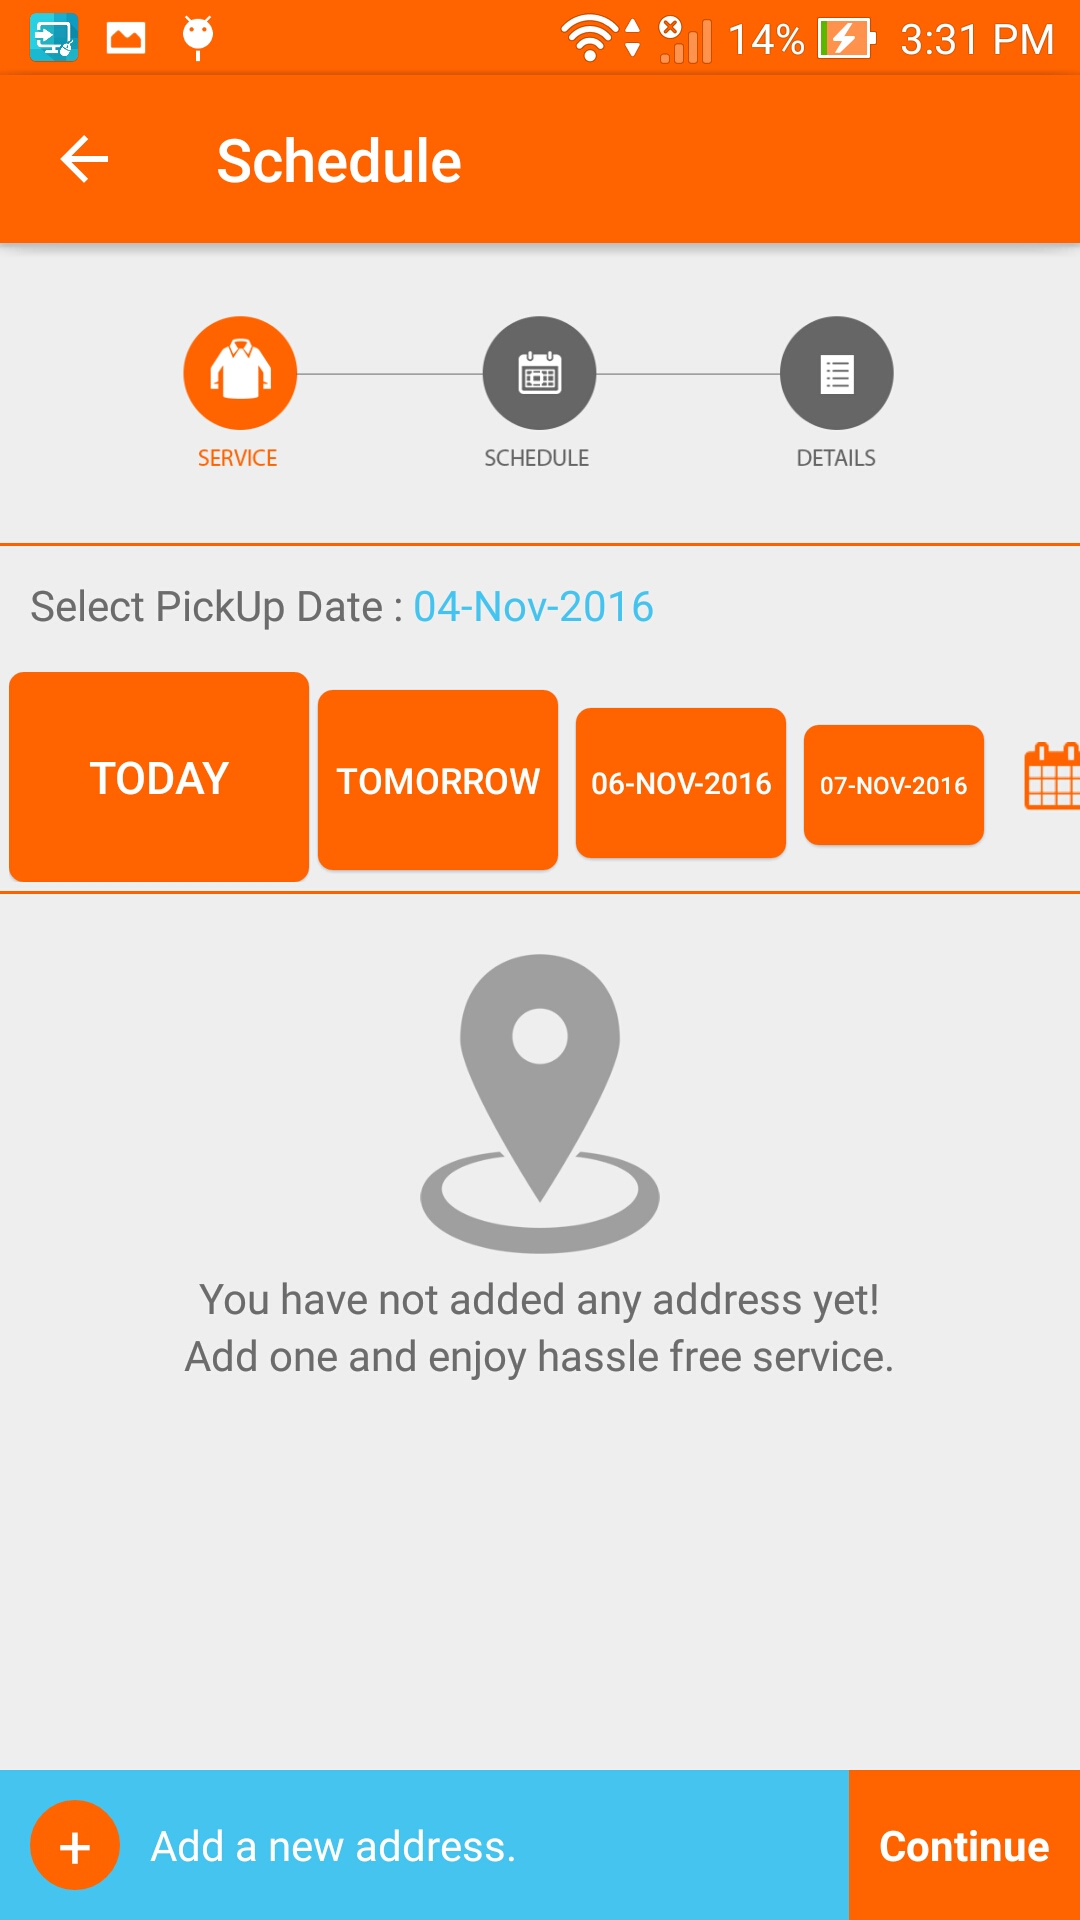 14% 3:31 PM
Schedule
SERVICE SCHEDULE DETAILS
Select PickUp Date : 04-Nov-2016
TODAY TOMORROW 06-NOV-2016 07-NOV-2016
You have not added any address yet!
Add one and enjoy hassle free service.
+ Add a new address. Continue